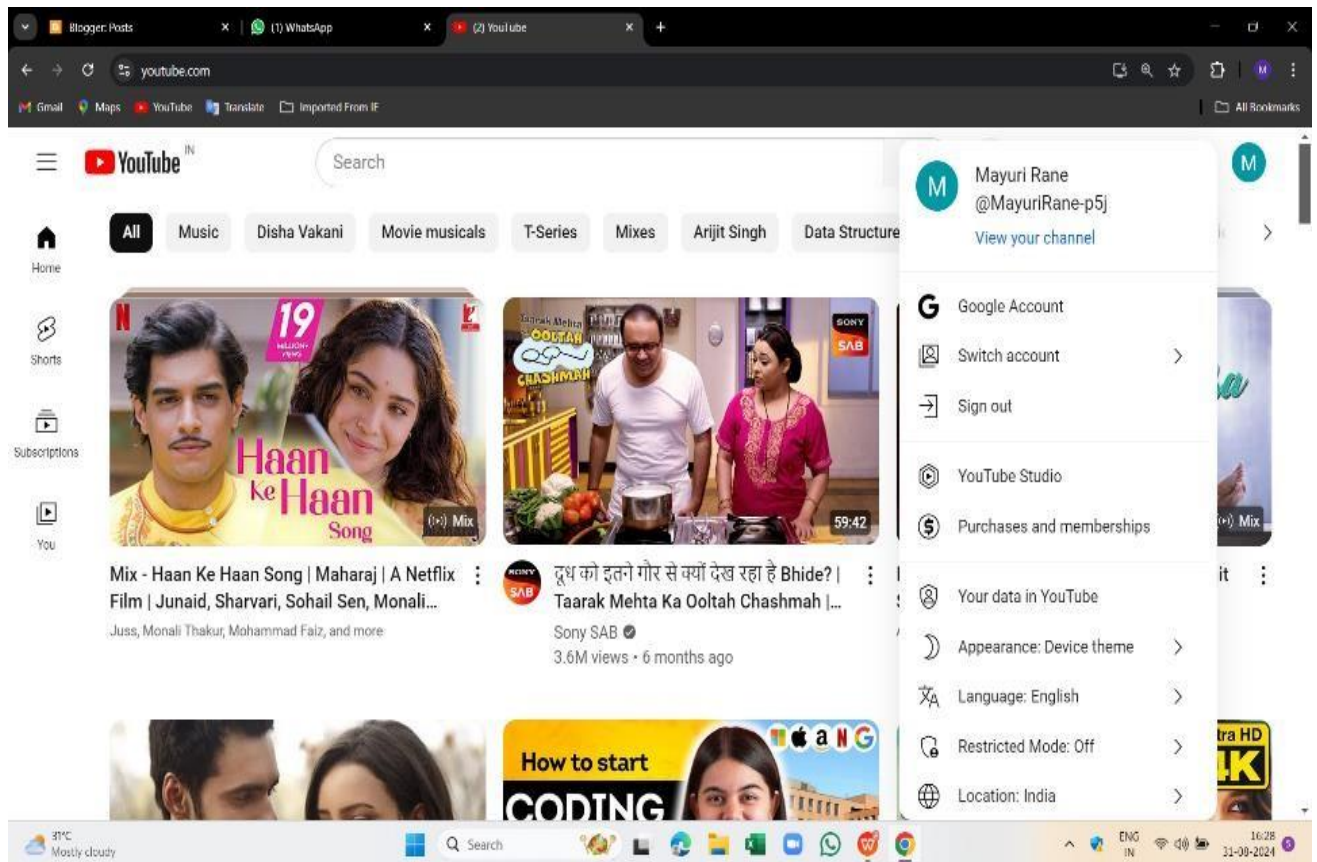 Blogger: Posts
(1) WhatsApp
(2) YouTube
youtube.com
M
Gmail
Maps
YouTube
Translate
Imported From IE
All Bookmarks
YouTube IN
Search
M
All
Music
Disha Vakani
Movie musicals
T-Series
Mixes
Arijit Singh
Data Structure
Home
Shorts
Subscriptions
You
N
19
MILLION+
VIEWS
Haan
Ke Haan
Song
Mix
Mix - Haan Ke Haan Song | Maharaj | A Netflix
Film | Junaid, Sharvari, Sohail Sen, Monali...
Juss, Monali Thakur, Mohammad Faiz, and more
Taarak Mehta
OOLTAH
CHASHMAH
SONY
SAB
59:42
SONY
SAB
दूध को इतने गौर से क्यों देख रहा है Bhide? |
Taarak Mehta Ka Ooltah Chashmah |...
Sony SAB
3.6M views • 6 months ago
Mix
it
How to start
CODING
a N G
tra HD
4K
M
Mayuri Rane
@MayuriRane-p5j
View your channel
Google Account
Switch account
Sign out
YouTube Studio
Purchases and memberships
Your data in YouTube
Appearance: Device theme
Language: English
Restricted Mode: Off
Location: India
31°C
Mostly cloudy
Search
ENG
IN
16:28
31-08-2024